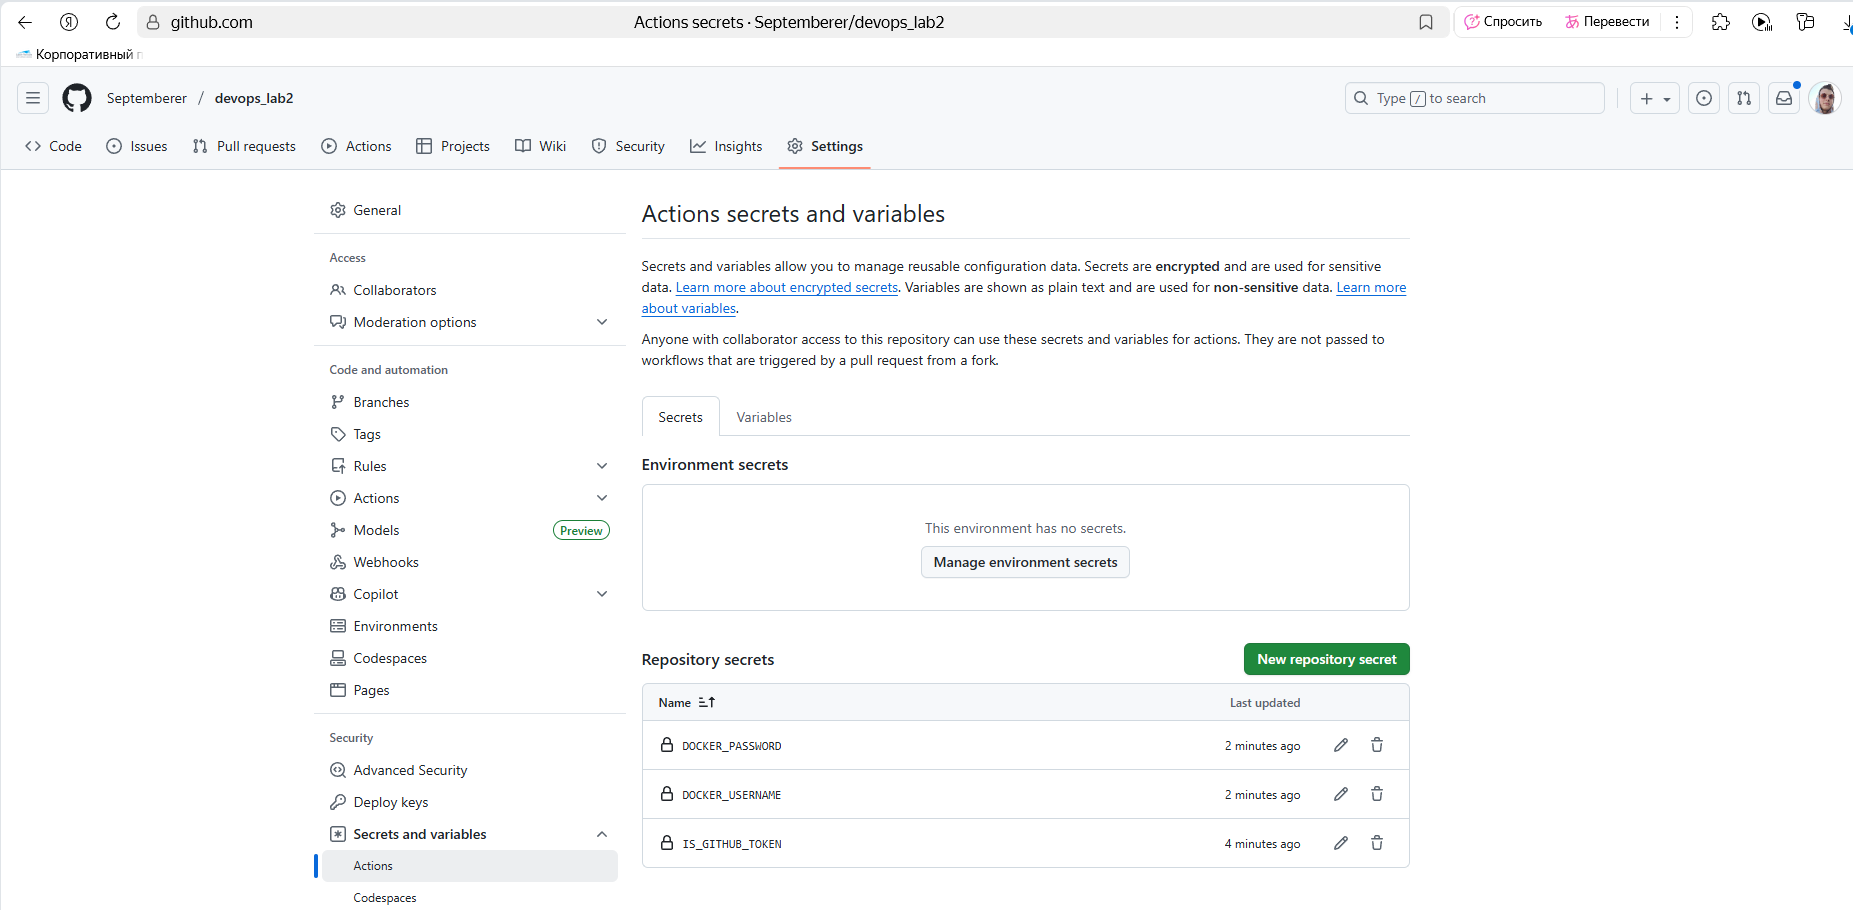 github.com
Actions secrets · Septemberer/devops_lab2
Спросить
Перевести
Корпоративный
Septemberer / devops_lab2
Type / to search
Code
Issues
Pull requests
Actions
Projects
Wiki
Security
Insights
Settings
General
Access
Collaborators
Moderation options
Code and automation
Branches
Tags
Rules
Actions
Models
Preview
Webhooks
Copilot
Environments
Codespaces
Pages
Security
Advanced Security
Deploy keys
Secrets and variables
Actions
Codespaces
Actions secrets and variables
Secrets and variables allow you to manage reusable configuration data. Secrets are encrypted and are used for sensitive
data. Learn more about encrypted secrets. Variables are shown as plain text and are used for non-sensitive data. Learn more
about variables.
Anyone with collaborator access to this repository can use these secrets and variables for actions. They are not passed to
workflows that are triggered by a pull request from a fork.
Secrets
Variables
Environment secrets
This environment has no secrets.
Manage environment secrets
Repository secrets
New repository secret
Name
Last updated
DOCKER_PASSWORD
2 minutes ago
DOCKER_USERNAME
2 minutes ago
IS_GITHUB_TOKEN
4 minutes ago